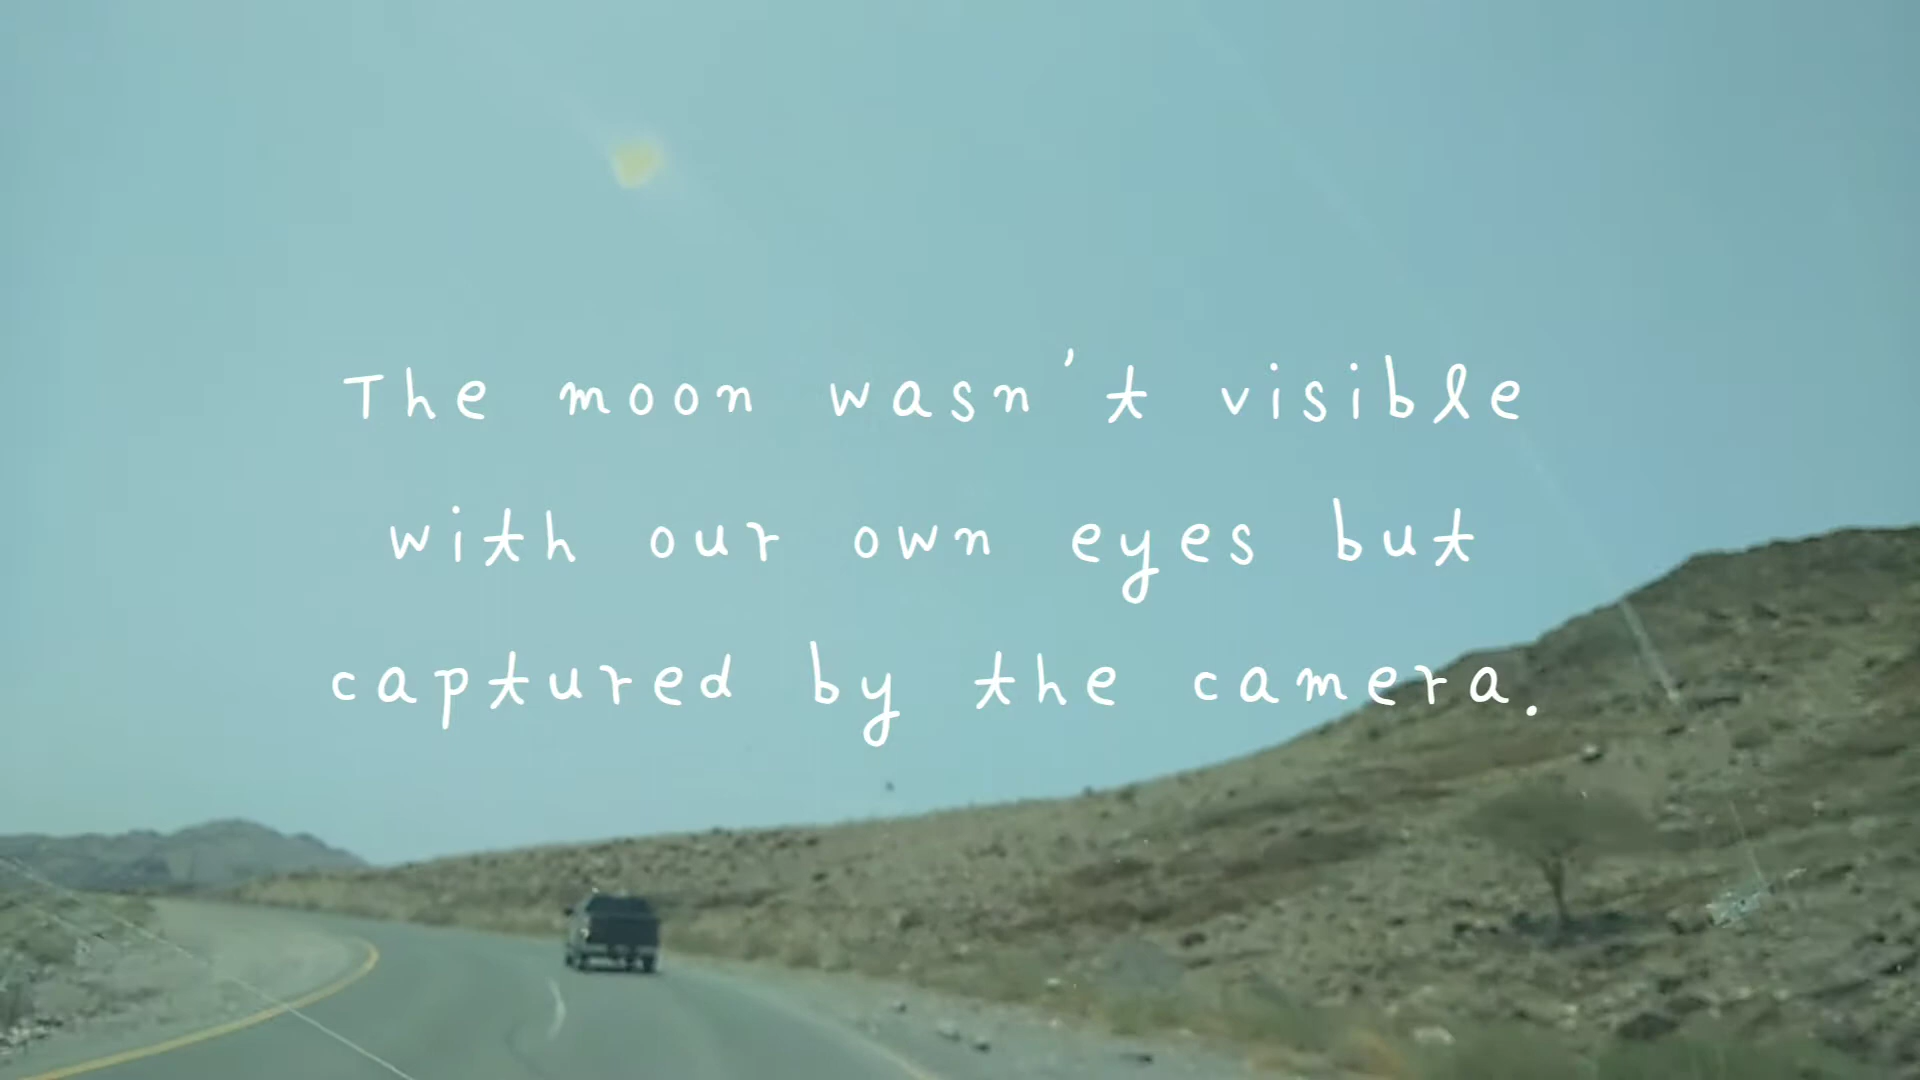 The moon wasn't visible
with our own eyes but
captured by the camera.